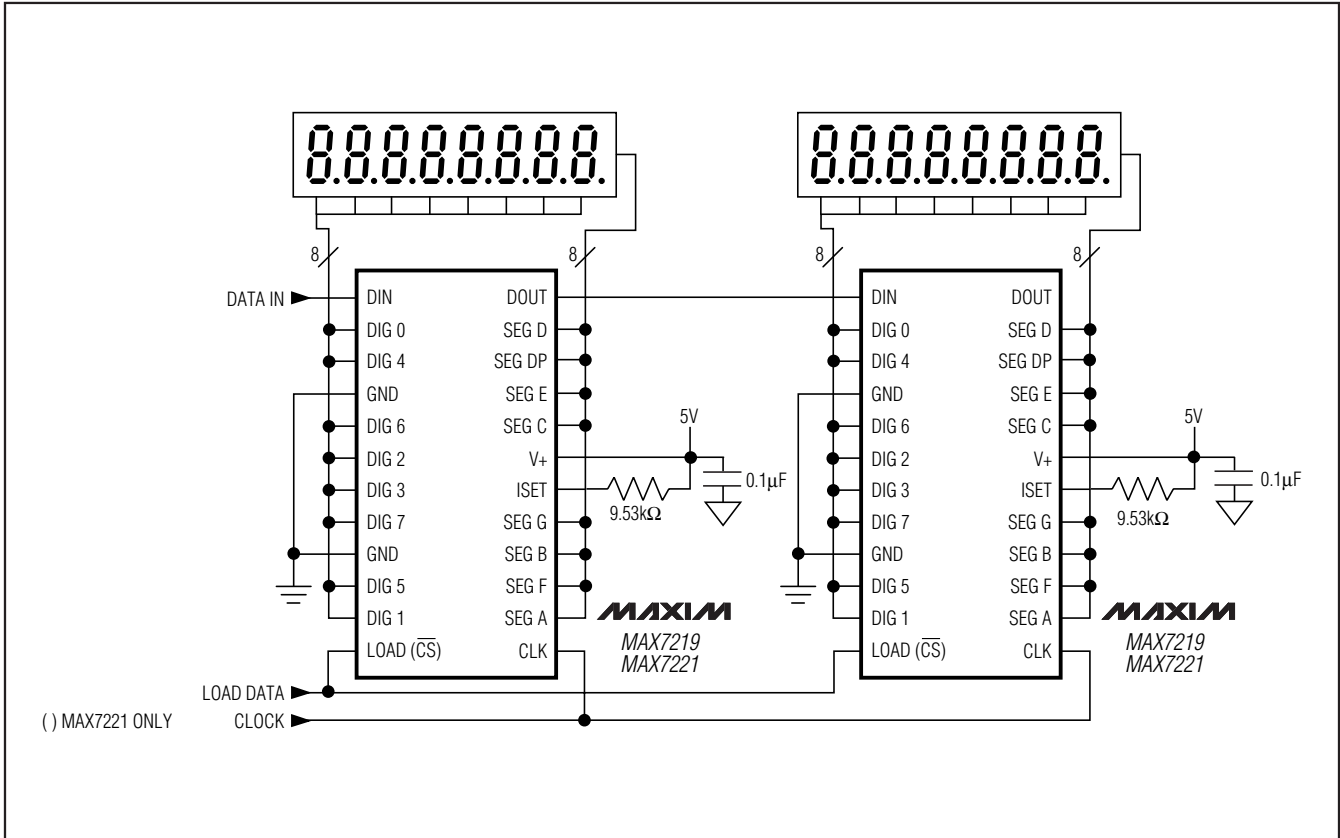 8.8.8.8.8.8.8.8.
8.8.8.8.8.8.8.8.
8
8
8
8
DATA IN
DIN
DOUT
DIG 0
SEG D
DIG 4
SEG DP
GND
SEG E
DIG 6
SEG C
DIG 2
V+
DIG 3
ISET
DIG 7
SEG G
GND
SEG B
DIG 5
SEG F
DIG 1
SEG A
LOAD (C̅S̅)
CLK
5V
0.1µF
9.53kΩ
MAXIM
MAX7219
MAX7221
DIN
DOUT
DIG 0
SEG D
DIG 4
SEG DP
GND
SEG E
DIG 6
SEG C
DIG 2
V+
DIG 3
ISET
DIG 7
SEG G
GND
SEG B
DIG 5
SEG F
DIG 1
SEG A
LOAD (C̅S̅)
CLK
5V
0.1µF
9.53kΩ
MAXIM
MAX7219
MAX7221
LOAD DATA
( ) MAX7221 ONLY
CLOCK